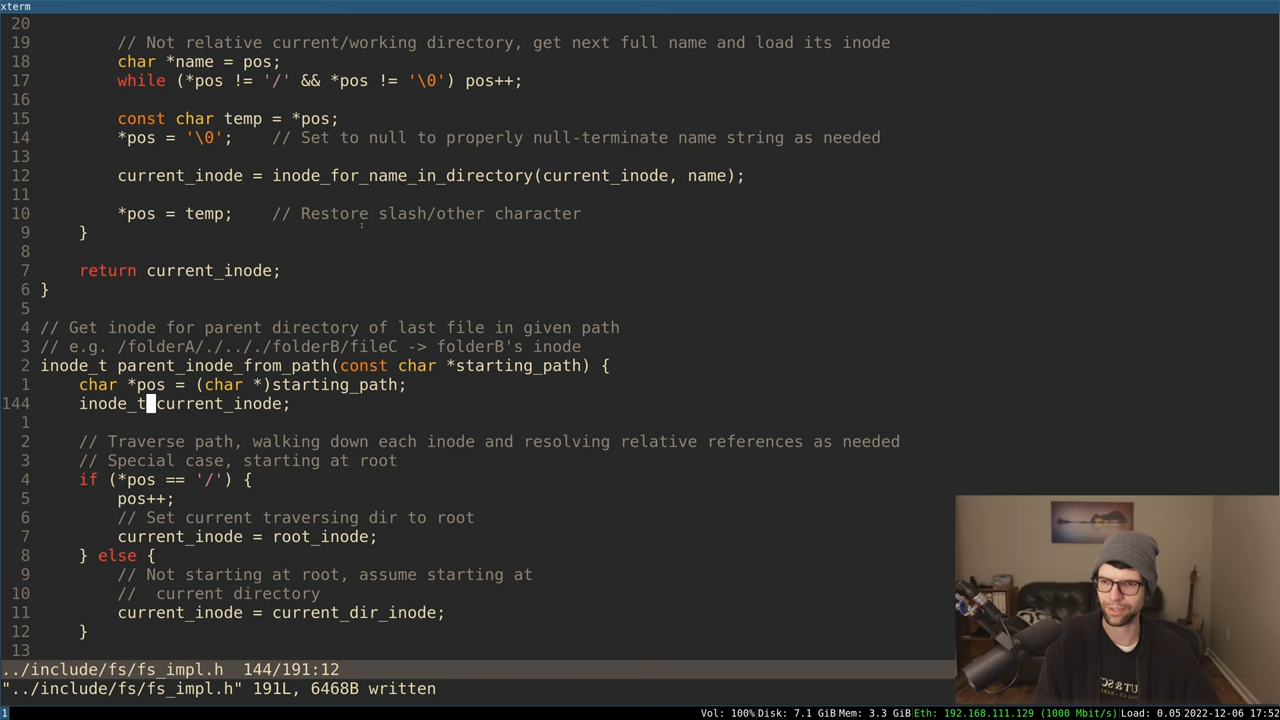 xterm
20
19 // Not relative current/working directory, get next full name and load its inode
18 char *name = pos;
17 while (*pos != '/' && *pos != '\0') pos++;
16
15 const char temp = *pos;
14 *pos = '\0'; // Set to null to properly null-terminate name string as needed
13
12 current_inode = inode_for_name_in_directory(current_inode, name);
11
10 *pos = temp; // Restore slash/other character
9 }
8
7 return current_inode;
6 }
5
4 // Get inode for parent directory of last file in given path
3 // e.g. /folderA/./.././folderB/fileC -> folderB's inode
2 inode_t parent_inode_from_path(const char *starting_path) {
1 char *pos = (char *)starting_path;
144 inode_t current_inode;
1
2 // Traverse path, walking down each inode and resolving relative references as needed
3 // Special case, starting at root
4 if (*pos == '/') {
5 pos++;
6 // Set current traversing dir to root
7 current_inode = root_inode;
8 } else {
9 // Not starting at root, assume starting at
10 //  current directory
11 current_inode = current_dir_inode;
12 }
13
../include/fs/fs_impl.h 144/191:12
"../include/fs/fs_impl.h" 191L, 6468B written
1 Vol: 100% Disk: 7.1 GiB Mem: 3.3 GiB Eth: 192.168.111.129 (1000 Mbit/s) Load: 0.05 2022-12-06 17:52